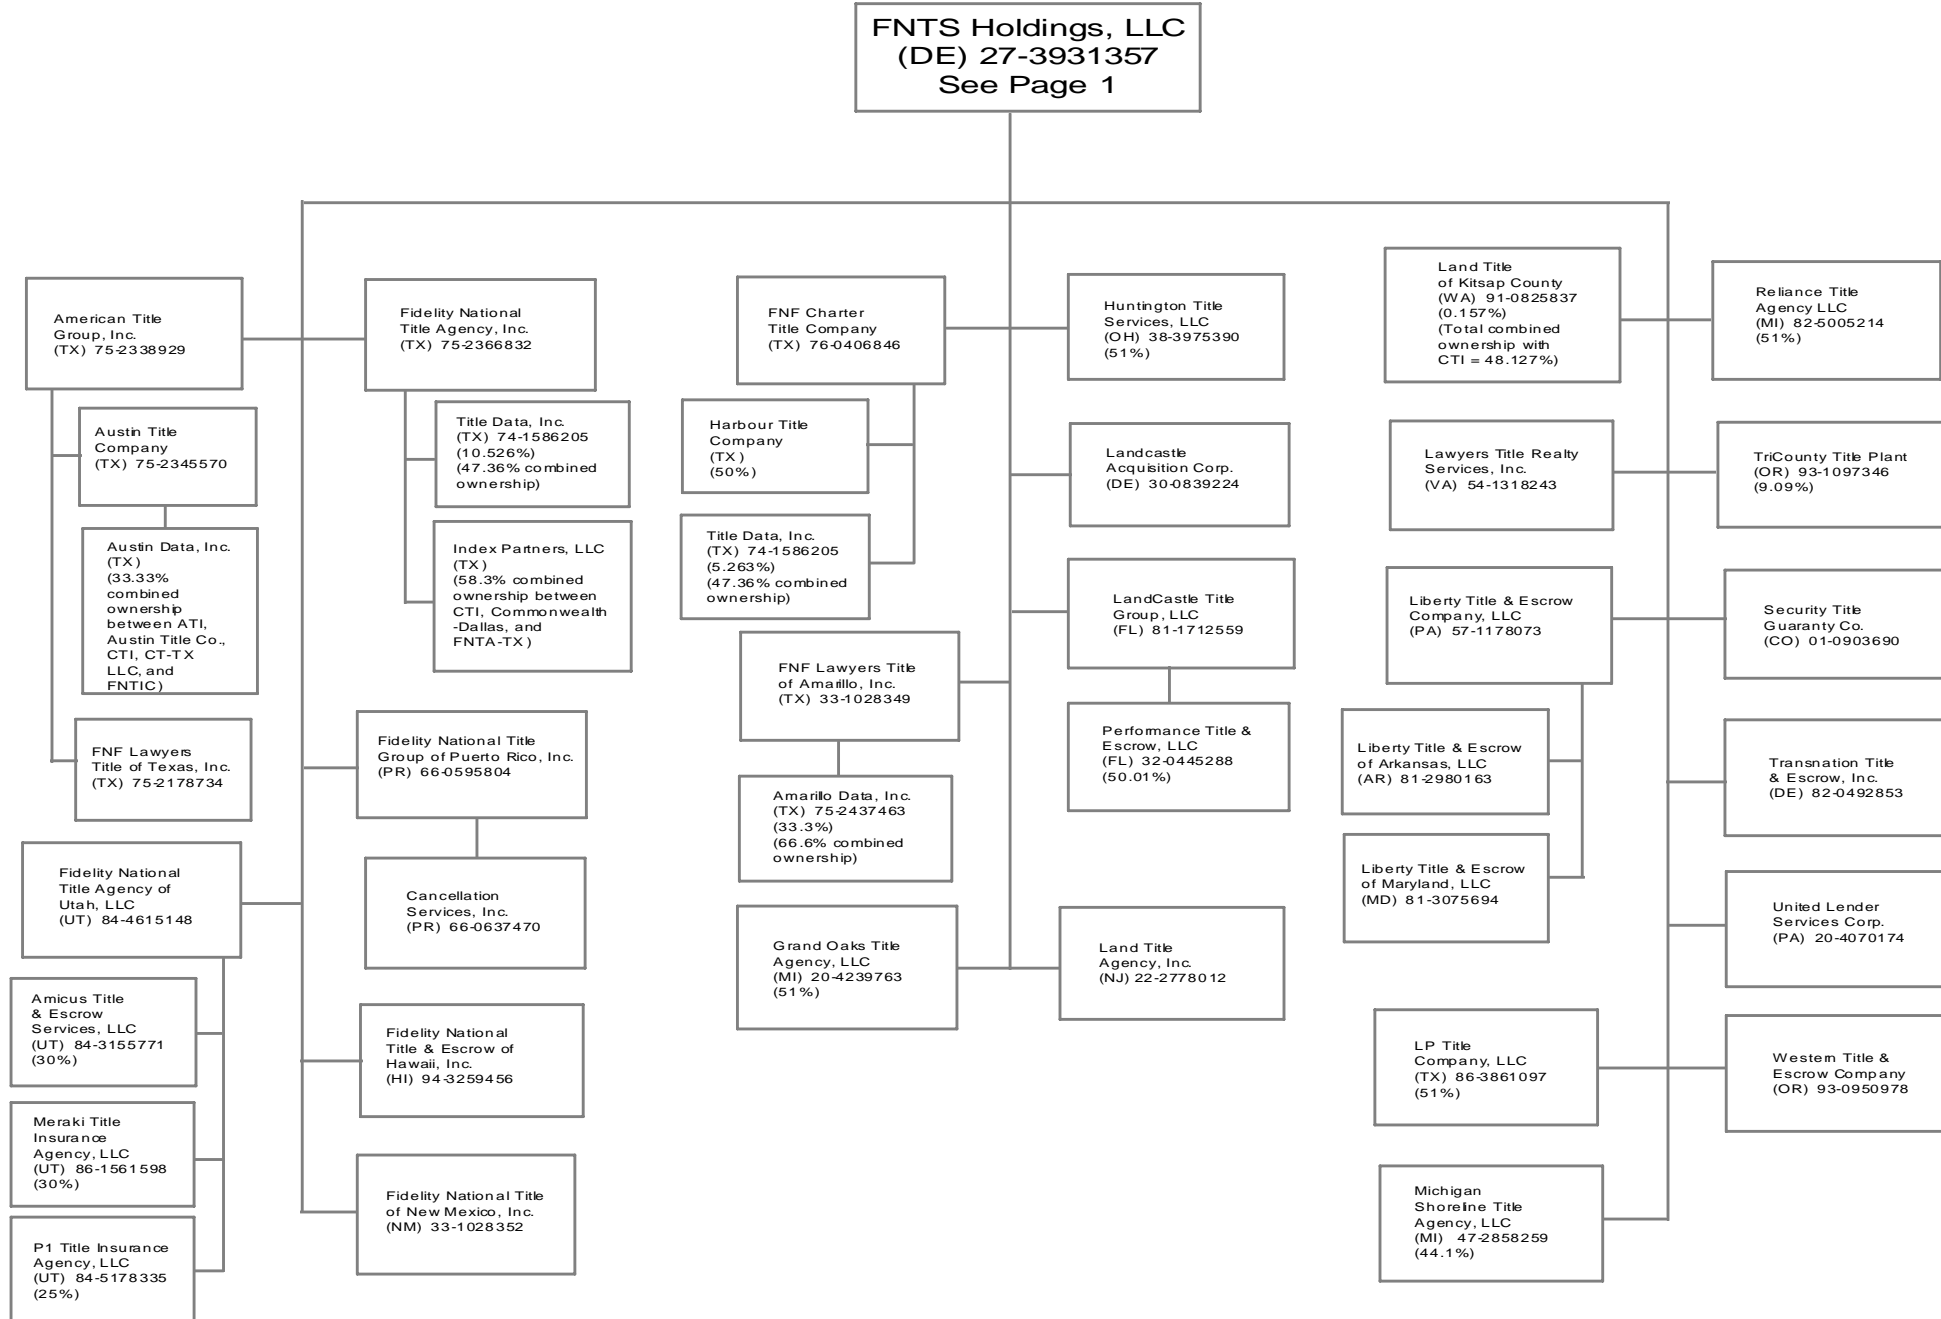 FNTS Holdings, LLC
(DE) 27-3931357
See Page 1
American Title
Group, Inc.
(TX) 75-2338929
Austin Title
Company
(TX) 75-2345570
Austin Data, Inc.
(TX)
(33.33%
combined
ownership
between ATI,
Austin Title Co.,
CTI, CT-TX
LLC, and
FNTIC)
FNF Lawyers
Title of Texas, Inc.
(TX) 75-2178734
Fidelity National
Title Agency of
Utah, LLC
(UT) 84-4615148
Amicus Title
& Escrow
Services, LLC
(UT) 84-3155771
(30%)
Meraki Title
Insurance
Agency, LLC
(UT) 86-1561598
(30%)
P1 Title Insurance
Agency, LLC
(UT) 84-5178335
(25%)
Fidelity National
Title Agency, Inc.
(TX) 75-2366832
Title Data, Inc.
(TX) 74-1586205
(10.526%)
(47.36% combined
ownership)
Index Partners, LLC
(TX)
(58.3% combined
ownership between
CTI, Commonwealth
-Dallas, and
FNTA-TX)
Fidelity National Title
Group of Puerto Rico, Inc.
(PR) 66-0595804
Cancellation
Services, Inc.
(PR) 66-0637470
Fidelity National
Title & Escrow of
Hawaii, Inc.
(HI) 94-3259456
Fidelity National Title
of New Mexico, Inc.
(NM) 33-1028352
FNF Charter
Title Company
(TX) 76-0406846
Harbour Title
Company
(TX)
(50%)
Title Data, Inc.
(TX) 74-1586205
(5.263%)
(47.36% combined
ownership)
FNF Lawyers Title
of Amarillo, Inc.
(TX) 33-1028349
Amarillo Data, Inc.
(TX) 75-2437463
(33.3%)
(66.6% combined
ownership)
Grand Oaks Title
Agency, LLC
(MI) 20-4239763
(51%)
Huntington Title
Services, LLC
(OH) 38-3975390
(51%)
Landcastle
Acquisition Corp.
(DE) 30-0839224
LandCastle Title
Group, LLC
(FL) 81-1712559
Performance Title &
Escrow, LLC
(FL) 32-0445288
(50.01%)
Land Title
Agency, Inc.
(NJ) 22-2778012
Land Title
of Kitsap County
(WA) 91-0825837
(0.157%)
(Total combined
ownership with
CTI = 48.127%)
Lawyers Title Realty
Services, Inc.
(VA) 54-1318243
Liberty Title & Escrow
Company, LLC
(PA) 57-1178073
Liberty Title & Escrow
of Arkansas, LLC
(AR) 81-2980163
Liberty Title & Escrow
of Maryland, LLC
(MD) 81-3075694
LP Title
Company, LLC
(TX) 86-3861097
(51%)
Michigan
Shoreline Title
Agency, LLC
(MI) 47-2858259
(44.1%)
Reliance Title
Agency LLC
(MI) 82-5005214
(51%)
TriCounty Title Plant
(OR) 93-1097346
(9.09%)
Security Title
Guaranty Co.
(CO) 01-0903690
Transnation Title
& Escrow, Inc.
(DE) 82-0492853
United Lender
Services Corp.
(PA) 20-4070174
Western Title &
Escrow Company
(OR) 93-0950978